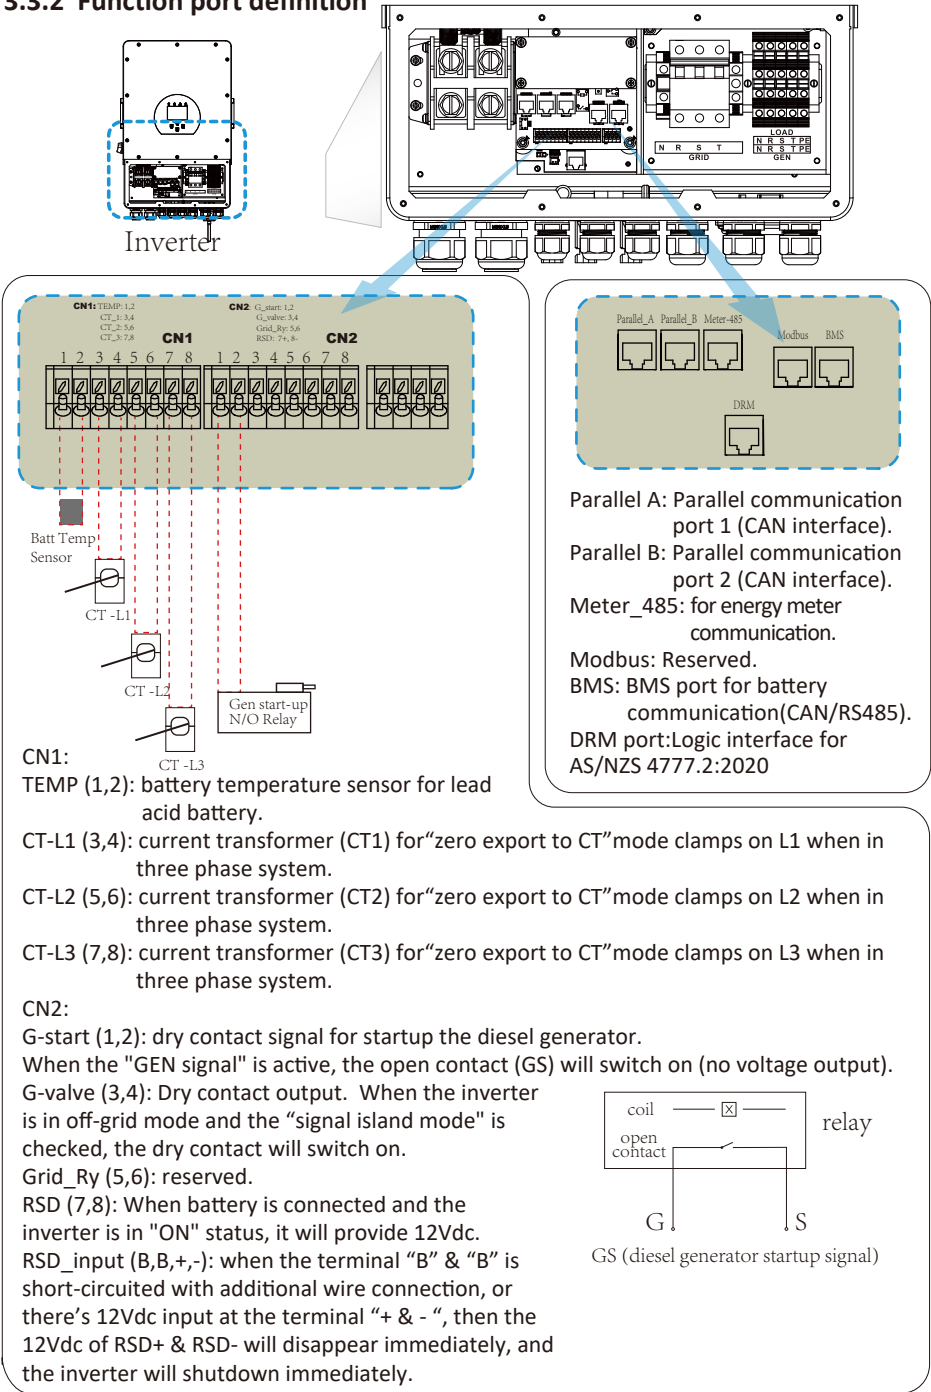 3.3.2 Function port definition
LOAD
N R S T PE
N R S T PE
GEN
N R S T
GRID
Inverter
CN1: TEMP: 1,2
CT_1: 3,4
CT_2: 5,6
CT_3: 7,8
CN1
CN2: G_start: 1,2
G_valve: 3,4
Grid_Ry: 5,6
RSD: 7+, 8-
CN2
1 2 3 4 5 6 7 8
1 2 3 4 5 6 7 8
Batt Temp
Sensor
CT -L1
CT -L2
CT -L3
Gen start-up
N/O Relay
Parallel_A Parallel_B Meter-485
Modbus BMS
DRM
Parallel A: Parallel communication
port 1 (CAN interface).
Parallel B: Parallel communication
port 2 (CAN interface).
Meter_485: for energy meter
communication.
Modbus: Reserved.
BMS: BMS port for battery
communication(CAN/RS485).
DRM port:Logic interface for
AS/NZS 4777.2:2020
CN1:
TEMP (1,2): battery temperature sensor for lead
acid battery.
CT-L1 (3,4): current transformer (CT1) for“zero export to CT”mode clamps on L1 when in
three phase system.
CT-L2 (5,6): current transformer (CT2) for“zero export to CT”mode clamps on L2 when in
three phase system.
CT-L3 (7,8): current transformer (CT3) for“zero export to CT”mode clamps on L3 when in
three phase system.
CN2:
G-start (1,2): dry contact signal for startup the diesel generator.
When the "GEN signal" is active, the open contact (GS) will switch on (no voltage output).
G-valve (3,4): Dry contact output. When the inverter
is in off-grid mode and the “signal island mode" is
checked, the dry contact will switch on.
Grid_Ry (5,6): reserved.
RSD (7,8): When battery is connected and the
inverter is in "ON" status, it will provide 12Vdc.
RSD_input (B,B,+,-): when the terminal “B” & “B” is
short-circuited with additional wire connection, or
there’s 12Vdc input at the terminal “+ & - “, then the
12Vdc of RSD+ & RSD- will disappear immediately, and
the inverter will shutdown immediately.
coil
open
contact
relay
G
S
GS (diesel generator startup signal)